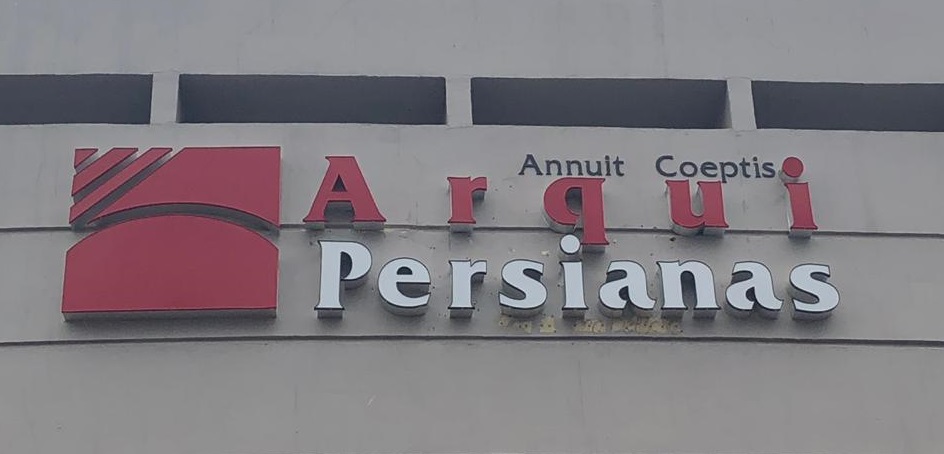 Annuit Coeptis
Arqui
Persianas